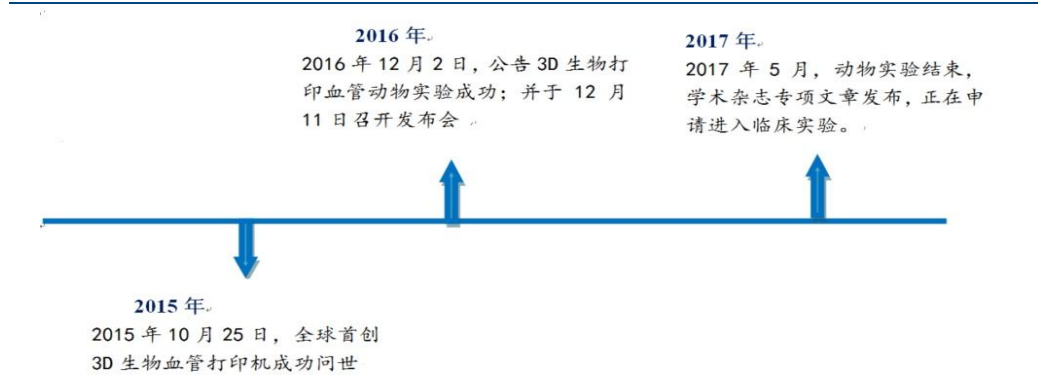 2016 年
2016 年 12 月 2 日，公告 3D 生物打
印血管动物实验成功；并于 12 月
11 日召开发布会
2017 年
2017 年 5 月，动物实验结束，
学术杂志专项文章发布，正在申
请进入临床实验。
2015 年
2015 年 10 月 25 日，全球首创
3D 生物血管打印机成功问世